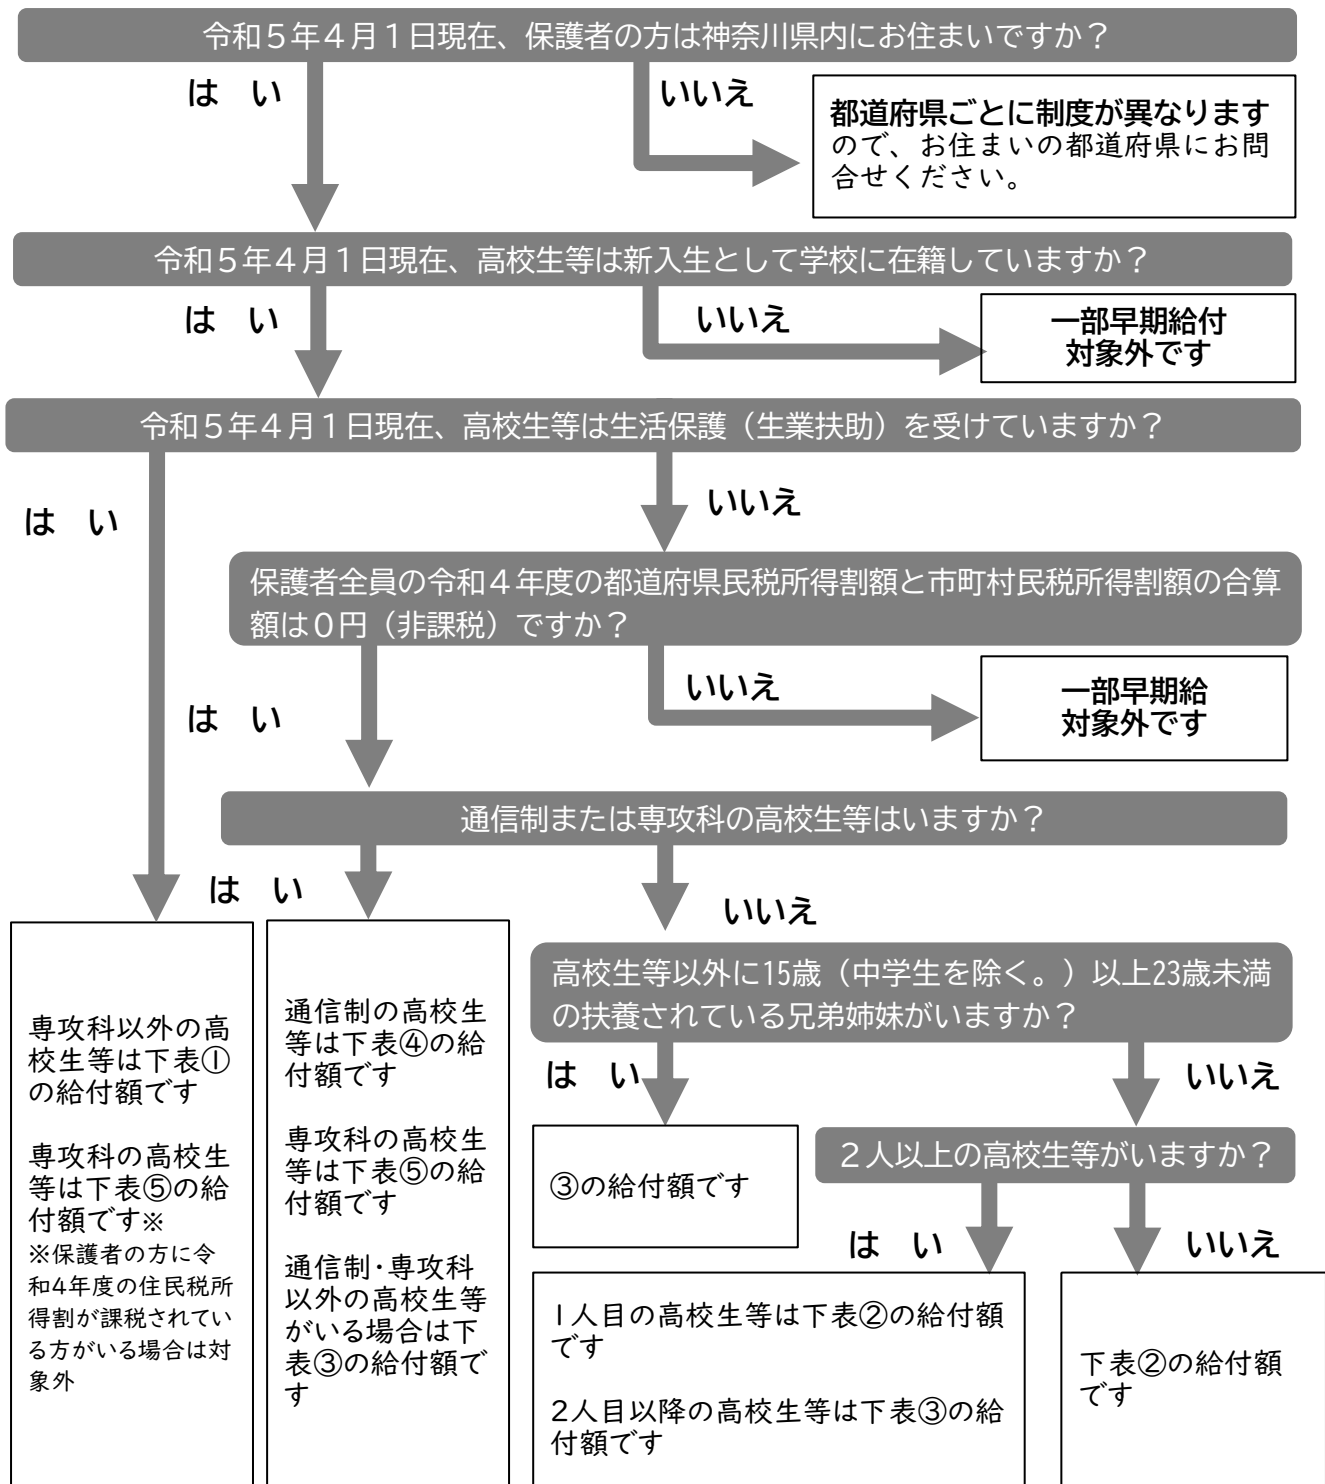 令和５年４月１日現在、保護者の方は神奈川県内にお住まいですか？
は　い
いいえ
都道府県ごとに制度が異なります
ので、お住まいの都道府県にお問
合せください。
令和５年４月１日現在、高校生等は新入生として学校に在籍していますか？
は　い
いいえ
一部早期給付
対象外です
令和５年４月１日現在、高校生等は生活保護（生業扶助）を受けていますか？
は　い
いいえ
保護者全員の令和４年度の都道府県民税所得割額と市町村民税所得割額の合算
額は０円（非課税）ですか？
は　い
いいえ
一部早期給
対象外です
通信制または専攻科の高校生等はいますか？
は　い
いいえ
専攻科以外の高
校生等は下表①
の給付額です
専攻科の高校生
等は下表⑤の給
付額です※
※保護者の方に令
和4年度の住民税所
得割が課税されてい
る方がいる場合は対
象外
通信制の高校生
等は下表④の給
付額です
専攻科の高校生
等は下表⑤の給
付額です
通信制・専攻科
以外の高校生等
がいる場合は下
表③の給付額で
す
高校生等以外に15歳（中学生を除く。）以上23歳未満
の扶養されている兄弟姉妹がいますか？
は　い
いいえ
③の給付額です
２人以上の高校生等がいますか？
は　い
いいえ
1人目の高校生等は下表②の給付額
です
2人目以降の高校生等は下表③の給
付額です
下表②の給付額
です